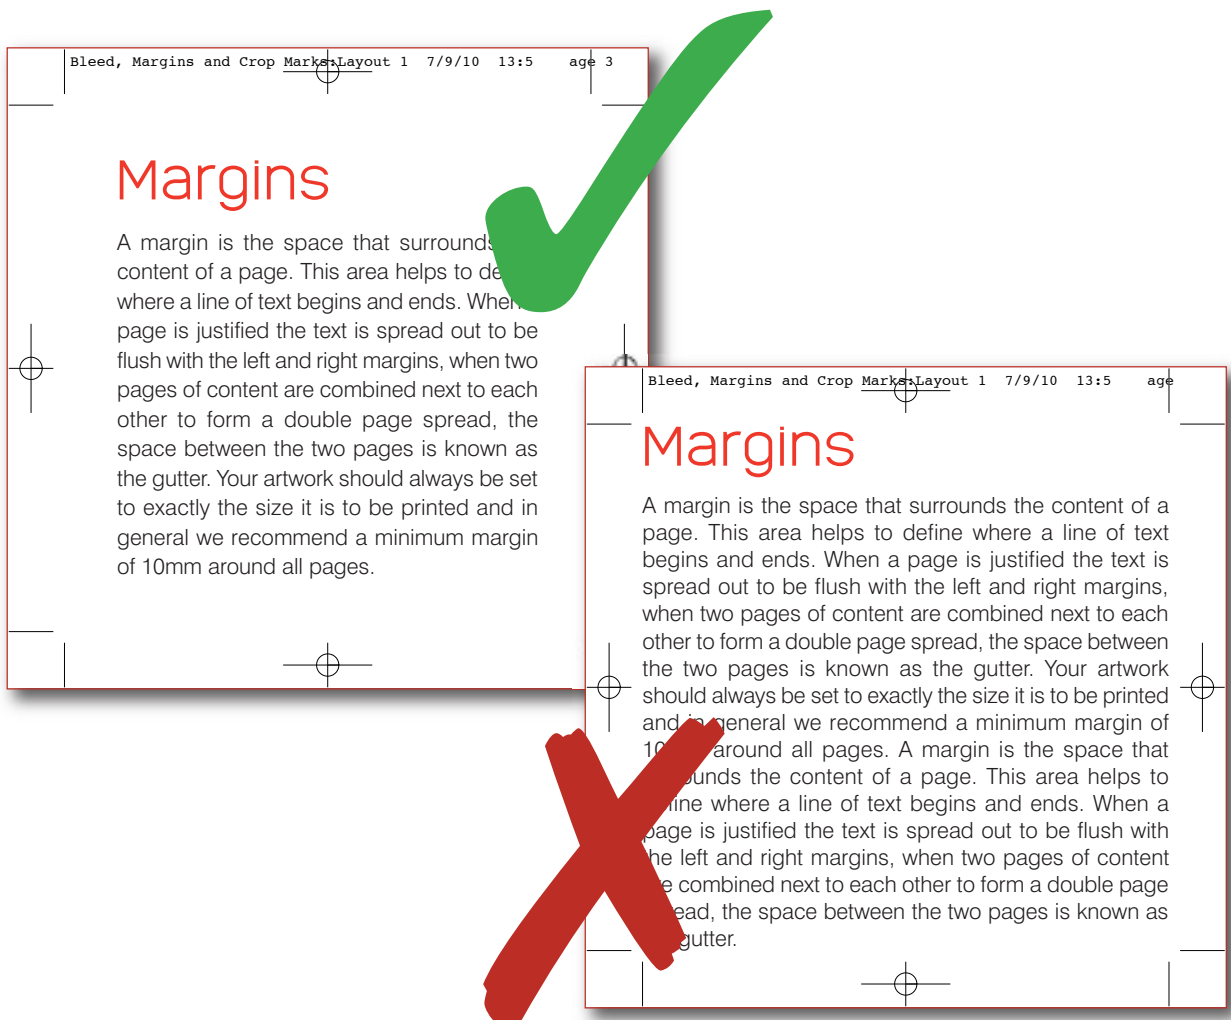 Bleed, Margins and Crop Marks:Layout 1 7/9/10 13:5 age 3
Margins
A margin is the space that surrounds
content of a page. This area helps to de
where a line of text begins and ends. When
page is justified the text is spread out to be
flush with the left and right margins, when two
pages of content are combined next to each
other to form a double page spread, the
space between the two pages is known as
the gutter. Your artwork should always be set
to exactly the size it is to be printed and in
general we recommend a minimum margin
of 10mm around all pages.
Bleed, Margins and Crop Marks:Layout 1 7/9/10 13:5 age
Margins
A margin is the space that surrounds the content of a
page. This area helps to define where a line of text
begins and ends. When a page is justified the text is
spread out to be flush with the left and right margins,
when two pages of content are combined next to each
other to form a double page spread, the space between
the two pages is known as the gutter. Your artwork
should always be set to exactly the size it is to be printed
and in general we recommend a minimum margin of
10 around all pages. A margin is the space that
unds the content of a page. This area helps to
fine where a line of text begins and ends. When a
page is justified the text is spread out to be flush with
the left and right margins, when two pages of content
e combined next to each other to form a double page
ead, the space between the two pages is known as
gutter.